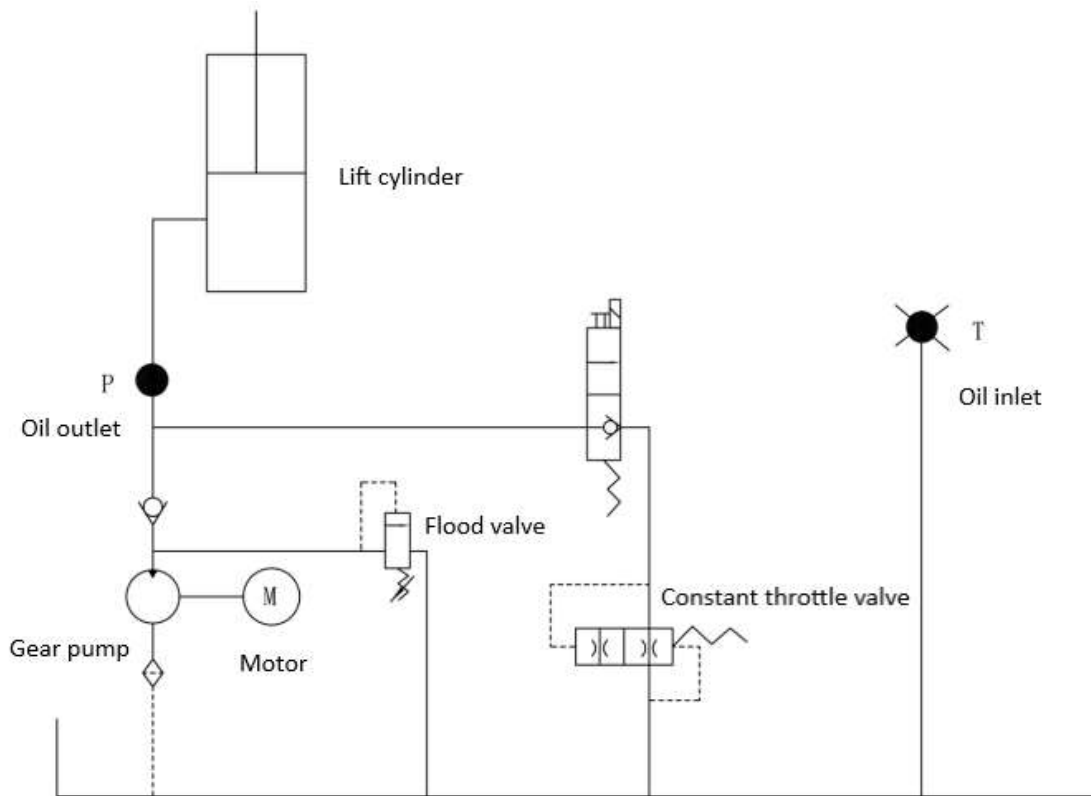 Lift cylinder
P
T
Oil inlet
Oil outlet
Flood valve
M
Constant throttle valve
Gear pump
Motor